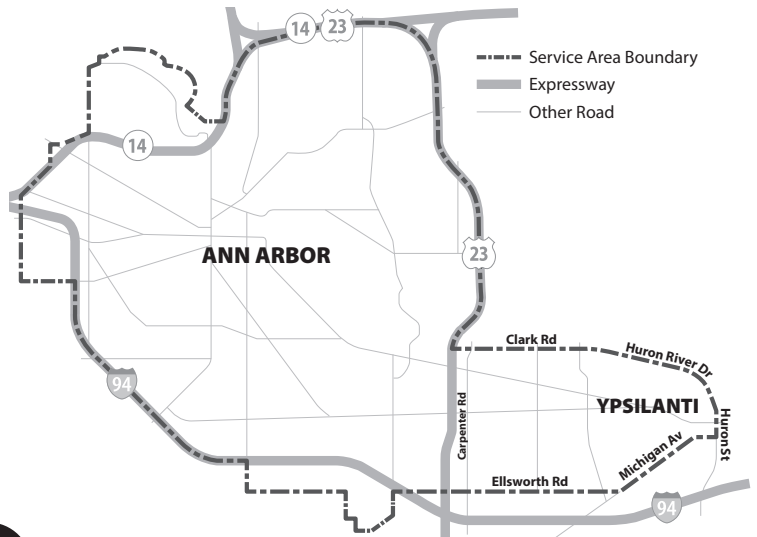 14
23
Service Area Boundary
Expressway
Other Road
14
ANN ARBOR
23
Clark Rd
Huron River Dr
94
Carpenter Rd
YPSILANTI
Huron St
Michigan Av
Ellsworth Rd
94